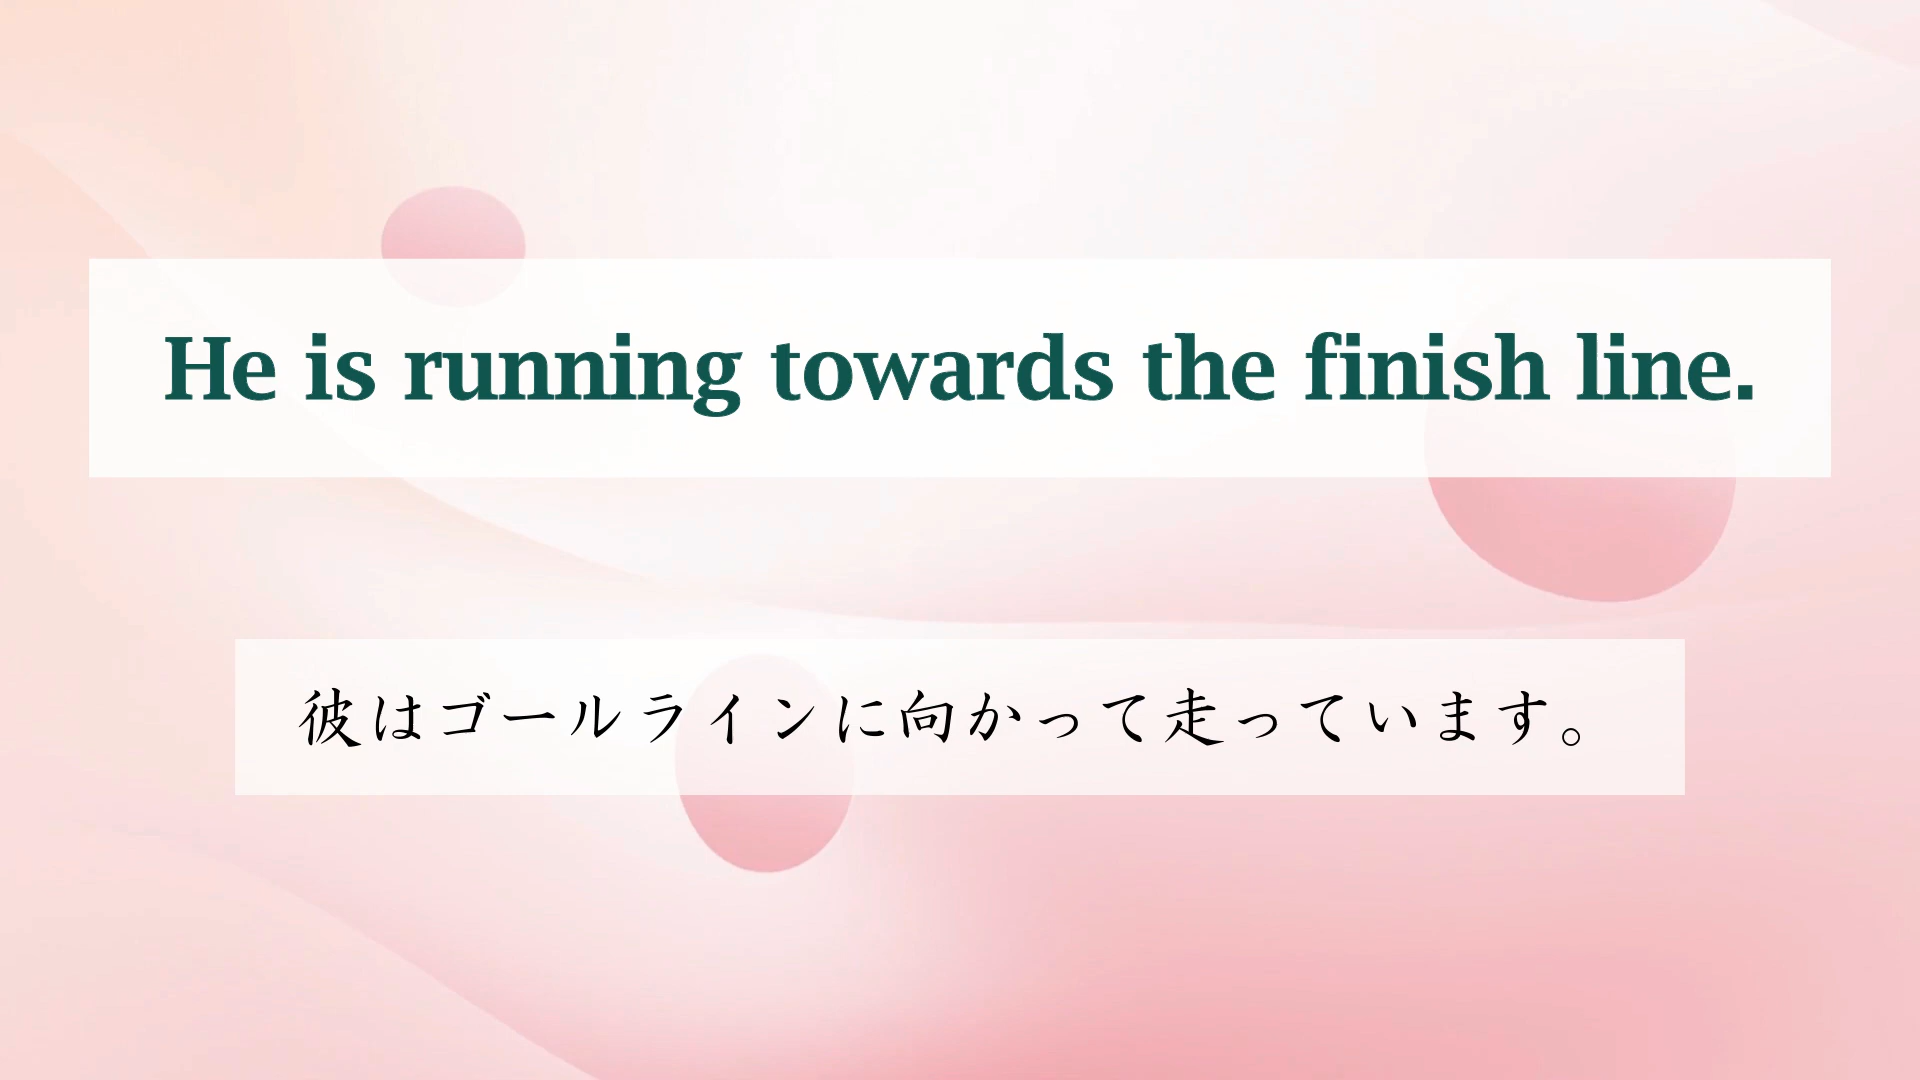 He is running towards the finish line.
彼はゴールラインに向かって走っています。